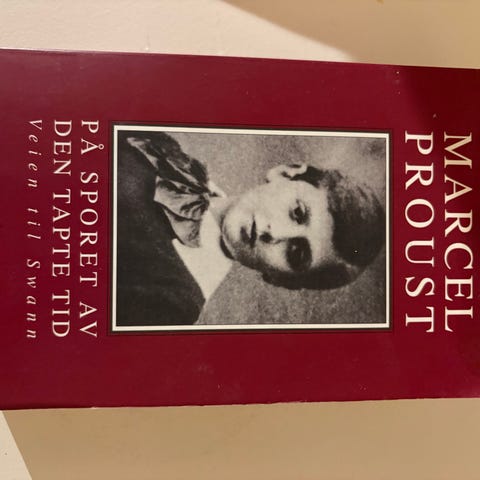 MARCEL
PROUST
PÅ SPORET AV
DEN TAPTE TID
Veien til Swann